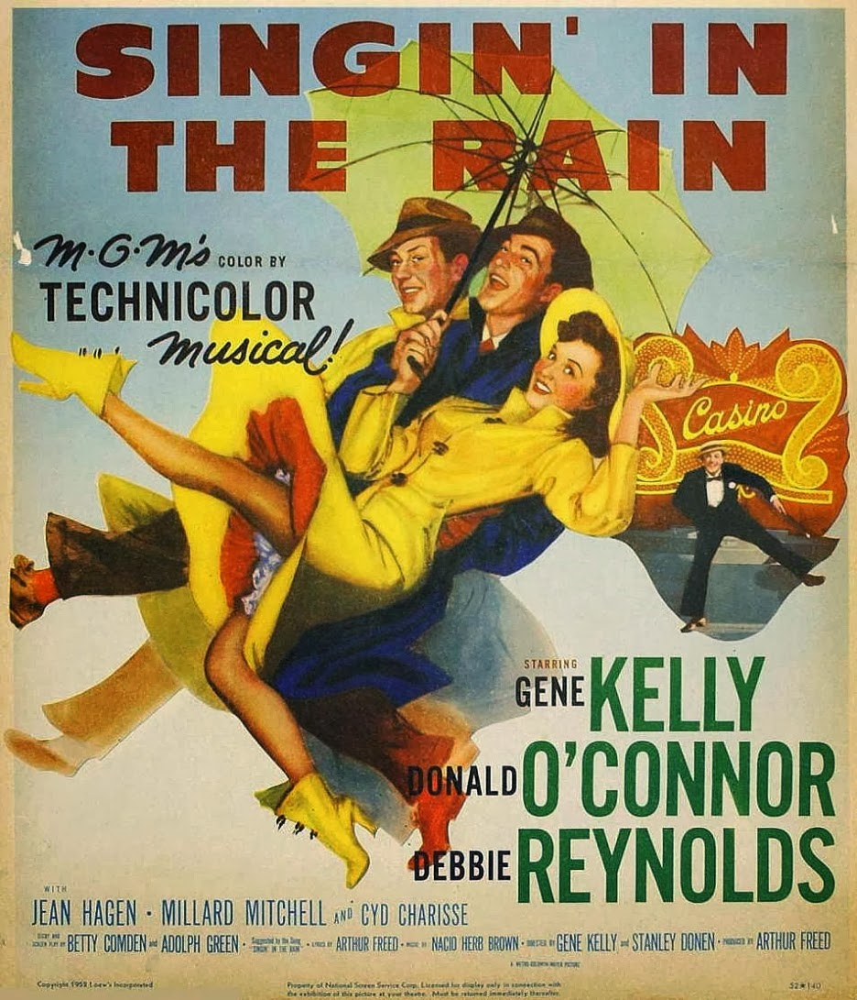 SINGIN' IN
THE RAIN
M·G·M's COLOR BY
TECHNICOLOR
Musical!
Casino
STARRING
GENE KELLY
DONALD O'CONNOR
DEBBIE REYNOLDS
WITH
JEAN HAGEN · MILLARD MITCHELL AND CYD CHARISSE
STORY AND SCREEN PLAY BY BETTY COMDEN and ADOLPH GREEN · Suggested by the Song "SINGIN' IN THE RAIN" · LYRICS BY ARTHUR FREED · MUSIC BY NACIO HERB BROWN · DIRECTED BY GENE KELLY and STANLEY DONEN · PRODUCED BY ARTHUR FREED
A METRO-GOLDWYN-MAYER PICTURE
Copyright 1952 Loew's Incorporated
Property of National Screen Service Corp. Licensed for display only in connection with
the exhibition of this picture at your theatre. Must be returned immediately thereafter.
52★140